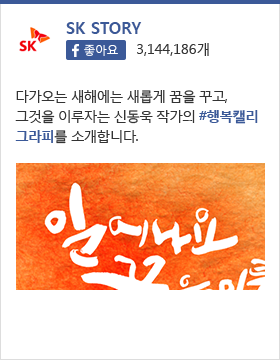 SK STORY
SK
f 좋아요 3,144,186개
다가오는 새해에는 새롭게 꿈을 꾸고,
그것을 이루자는 신동욱 작가의 #행복캘리
그라피를 소개합니다.
일어나요